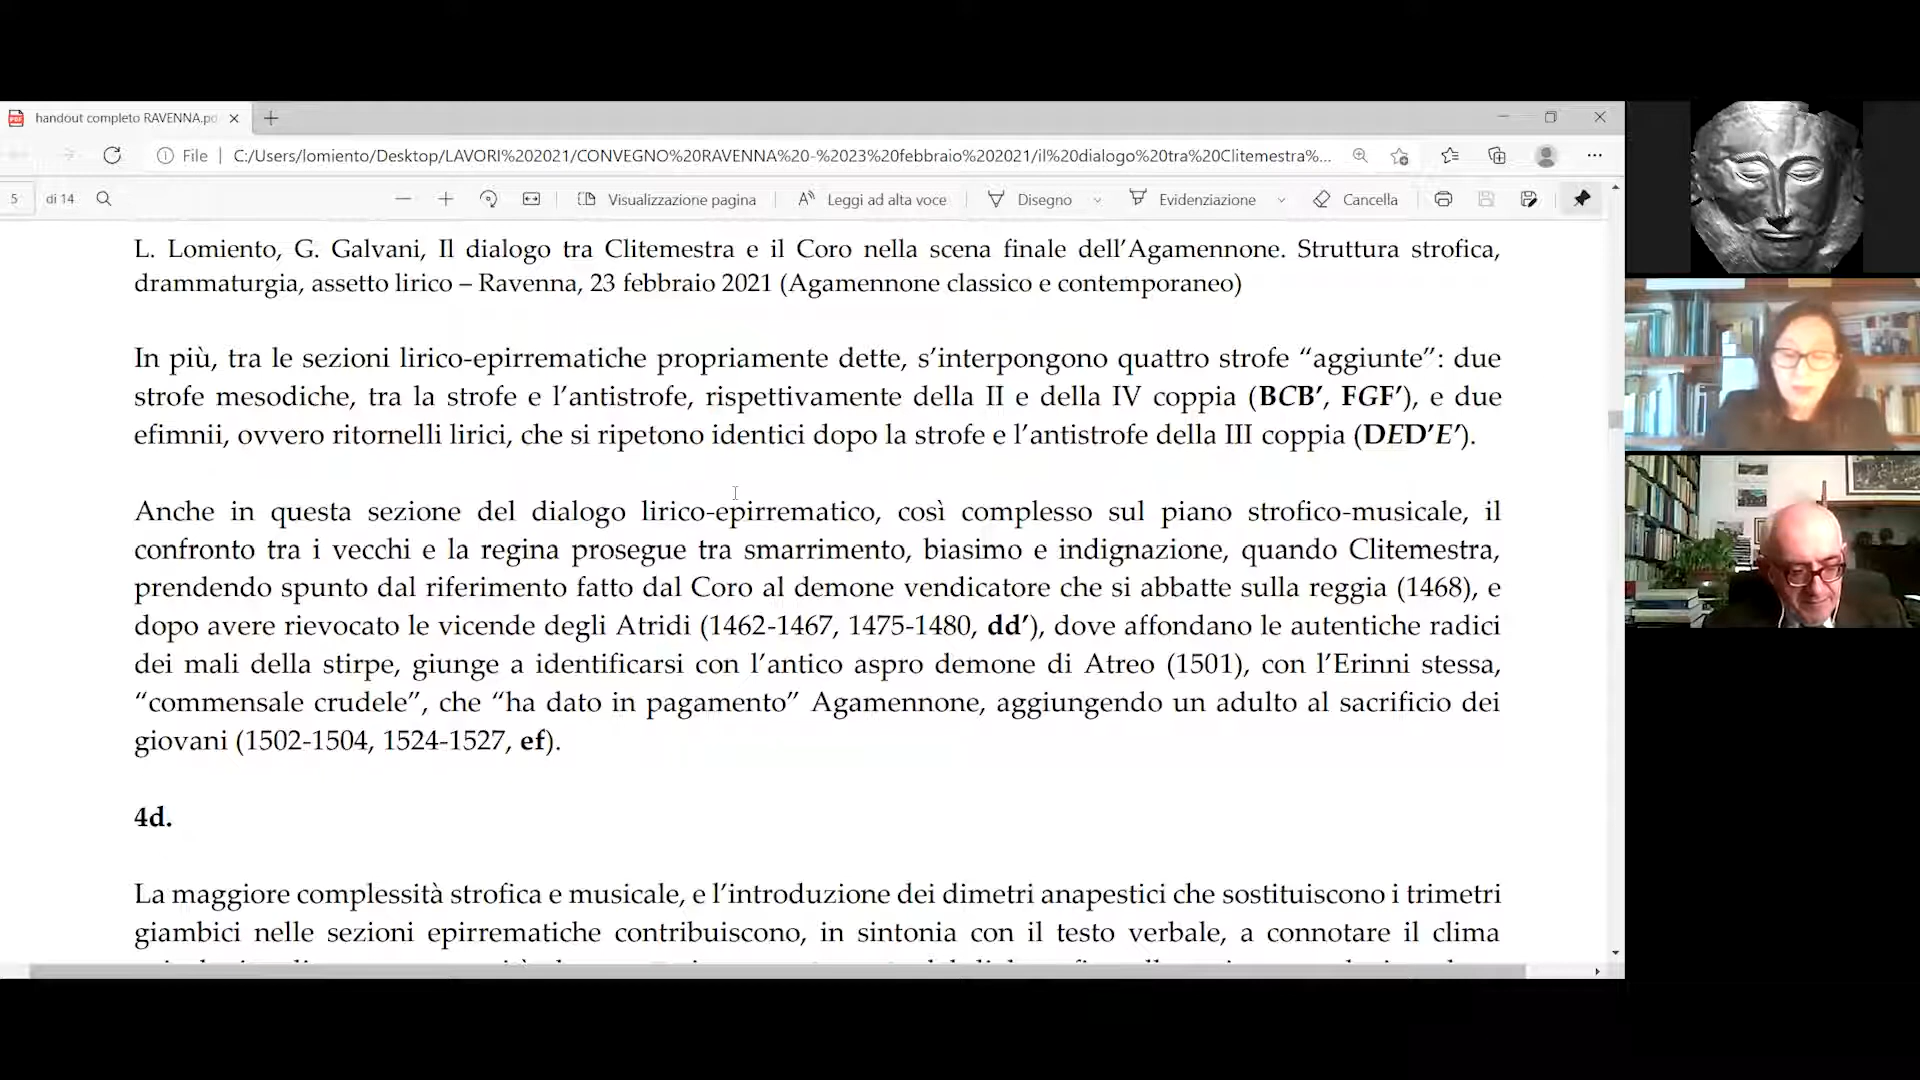 handout completo RAVENNA.pd
File
C:/Users/lomiento/Desktop/LAVORI%202021/CONVEGNO%20RAVENNA%20-%2023%20febbraio%202021/il%20dialogo%20tra%20Clitemestra%...
5 di 14
Visualizzazione pagina
Leggi ad alta voce
Disegno
Evidenziazione
Cancella
L. Lomiento, G. Galvani, Il dialogo tra Clitemestra e il Coro nella scena finale dell’Agamennone. Struttura strofica,
drammaturgia, assetto lirico – Ravenna, 23 febbraio 2021 (Agamennone classico e contemporaneo)
In più, tra le sezioni lirico-epirrematiche propriamente dette, s’interpongono quattro strofe “aggiunte”: due
strofe mesodiche, tra la strofe e l’antistrofe, rispettivamente della II e della IV coppia (BCB’, FGF’), e due
efimnii, ovvero ritornelli lirici, che si ripetono identici dopo la strofe e l’antistrofe della III coppia (DED’E’).
Anche in questa sezione del dialogo lirico-epirrematico, così complesso sul piano strofico-musicale, il
confronto tra i vecchi e la regina prosegue tra smarrimento, biasimo e indignazione, quando Clitemestra,
prendendo spunto dal riferimento fatto dal Coro al demone vendicatore che si abbatte sulla reggia (1468), e
dopo avere rievocato le vicende degli Atridi (1462-1467, 1475-1480, dd’), dove affondano le autentiche radici
dei mali della stirpe, giunge a identificarsi con l’antico aspro demone di Atreo (1501), con l’Erinni stessa,
“commensale crudele”, che “ha dato in pagamento” Agamennone, aggiungendo un adulto al sacrificio dei
giovani (1502-1504, 1524-1527, ef).
4d.
La maggiore complessità strofica e musicale, e l’introduzione dei dimetri anapestici che sostituiscono i trimetri
giambici nelle sezioni epirrematiche contribuiscono, in sintonia con il testo verbale, a connotare il clima